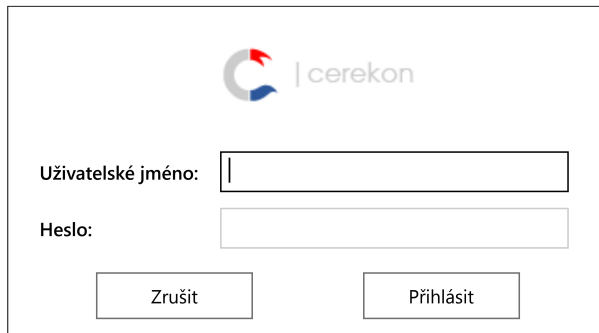 | cerekon
Uživatelské jméno:
Heslo:
Zrušit
Přihlásit